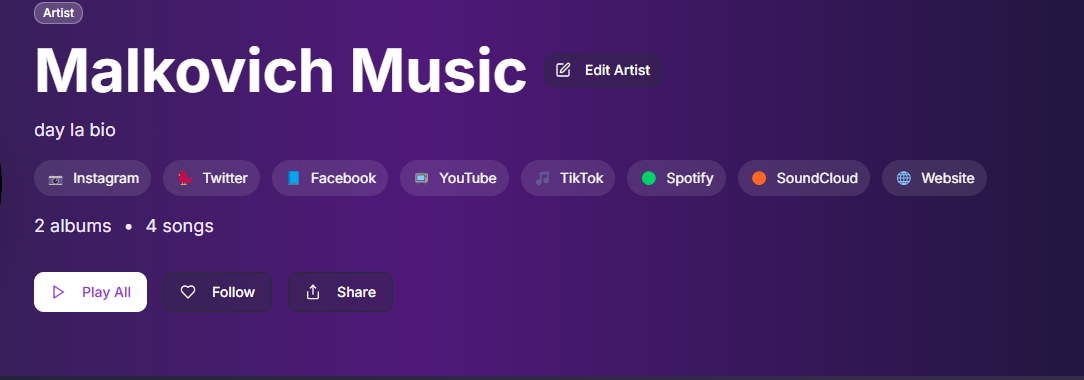 Artist
Malkovich Music Edit Artist
day la bio
Instagram Twitter Facebook YouTube TikTok Spotify SoundCloud Website
2 albums • 4 songs
Play All Follow Share